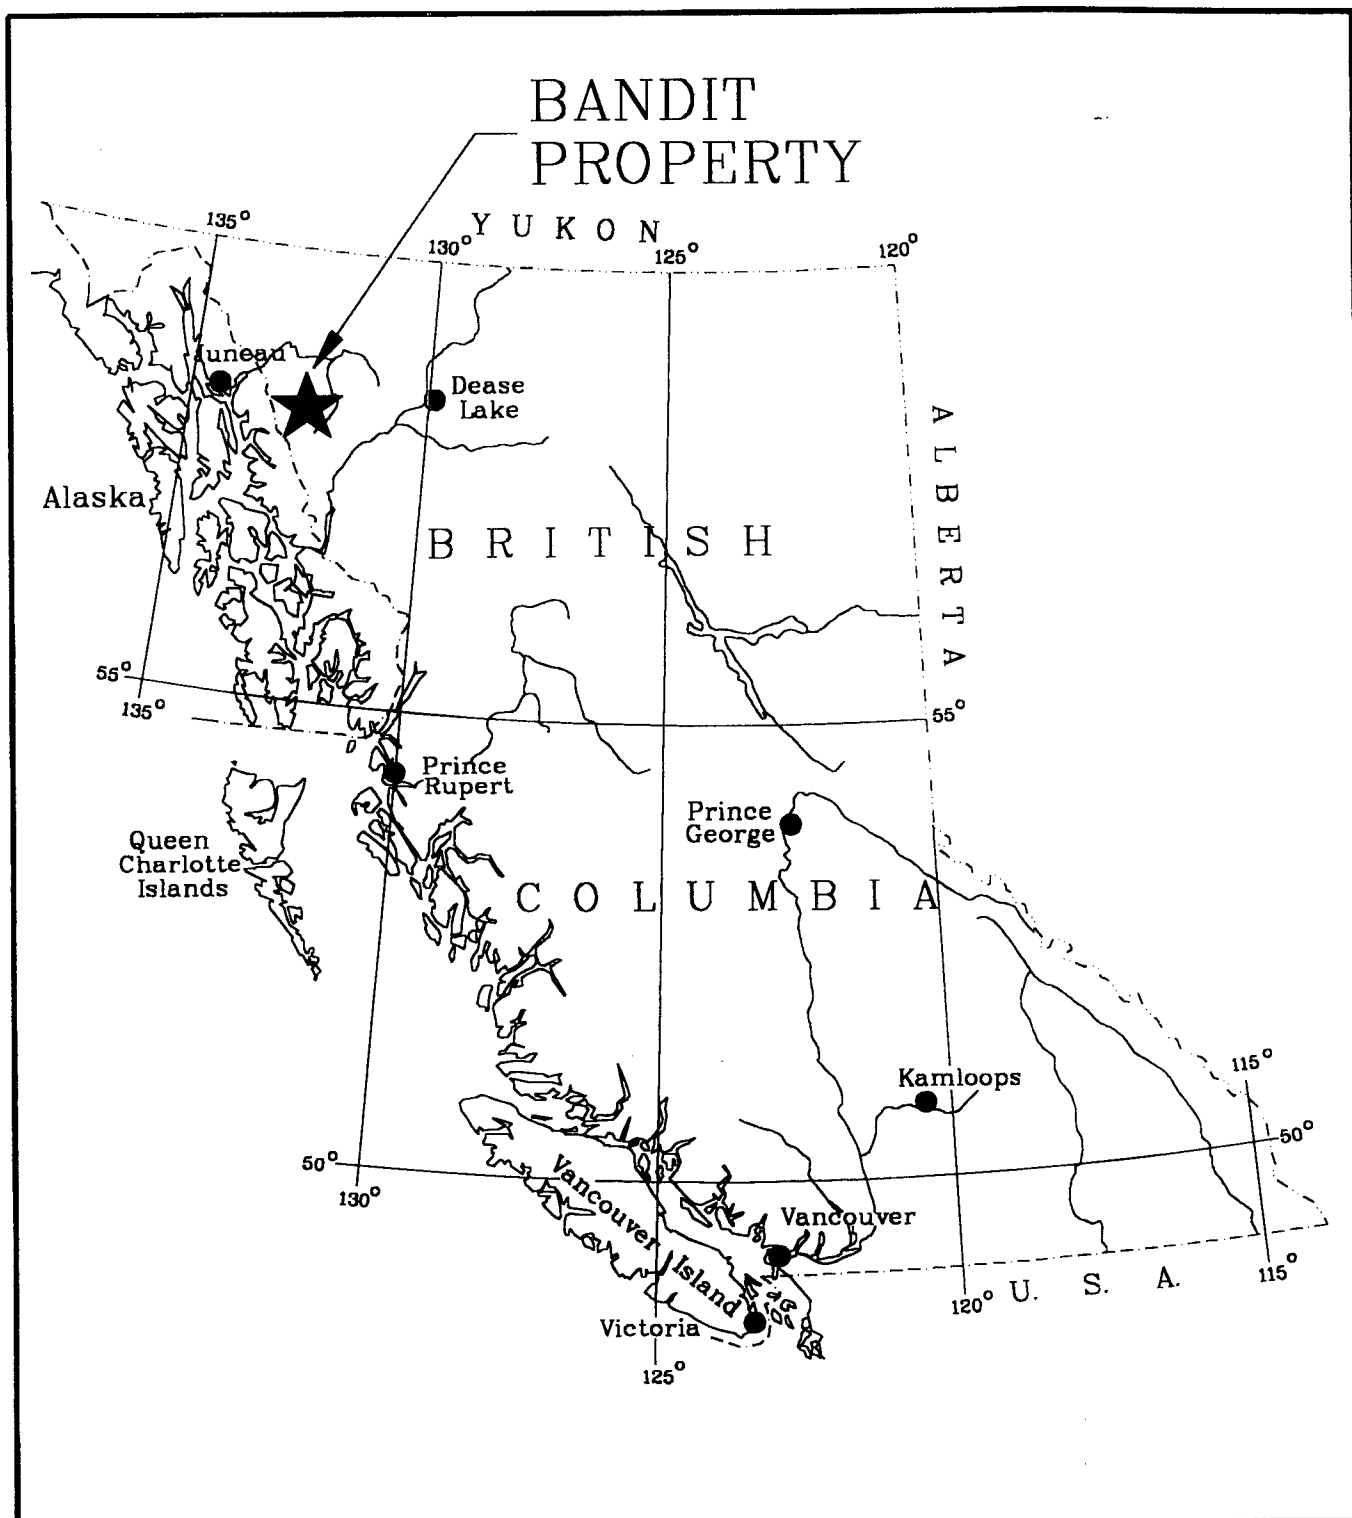 BANDIT
PROPERTY
YUKON
135°
130°
125°
120°
Juneau
Dease
Lake
ALBERTA
Alaska
BRITISH
55°
135°
55°
Prince
Rupert
Prince
George
Queen
Charlotte
Islands
COLUMBIA
Kamloops
115°
50°
50°
130°
Vancouver Island
Vancouver
Victoria
120°
U. S. A.
115°
125°